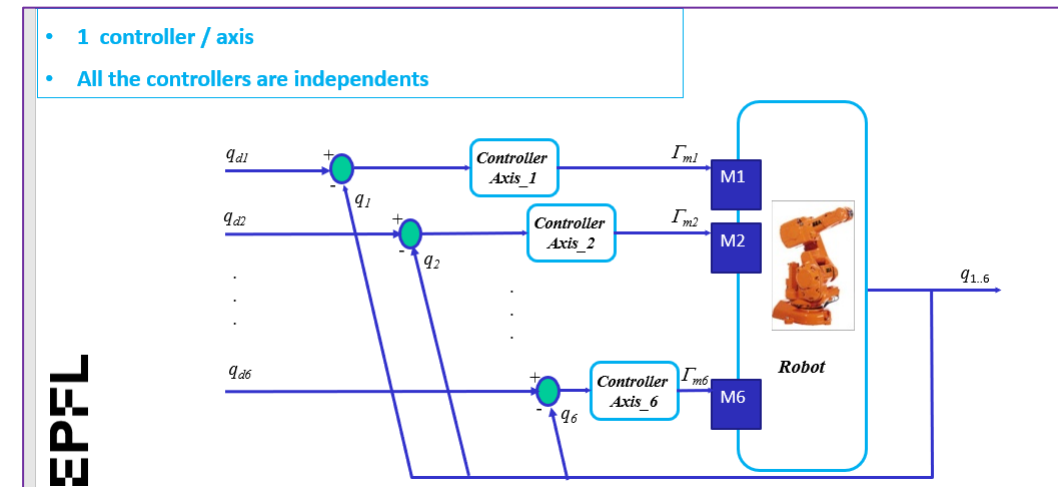 • 1 controller / axis
• All the controllers are independents
qd1
+
-
q1
Controller
Axis_1
Γm1
M1
qd2
+
-
q2
Controller
Axis_2
Γm2
M2
.
.
.
.
.
.
qd6
+
-
q6
Controller
Axis_6
Γm6
M6
Robot
q1..6
EPFL